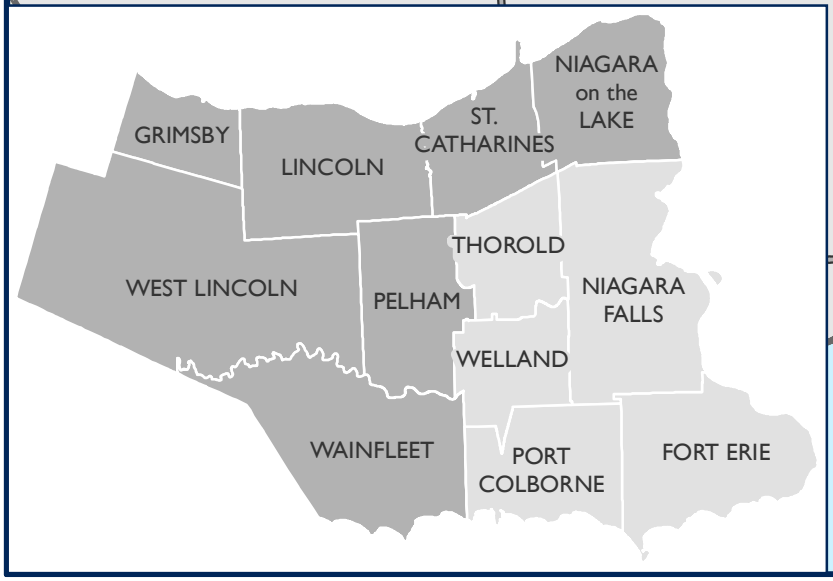 NIAGARA
on the
LAKE
ST.
CATHARINES
GRIMSBY
LINCOLN
THOROLD
WEST LINCOLN
PELHAM
NIAGARA
FALLS
WELLAND
WAINFLEET
PORT
COLBORNE
FORT ERIE